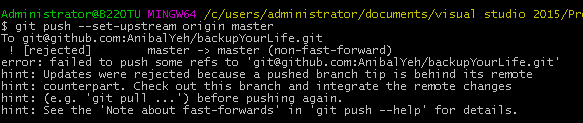 Administrator@B220TU MINGW64 /c/users/administrator/documents/visual studio 2015/Pr
$ git push --set-upstream origin master
To git@github.com:AnibalYeh/backupYourLife.git
 ! [rejected]        master -> master (non-fast-forward)
error: failed to push some refs to 'git@github.com:AnibalYeh/backupYourLife.git'
hint: Updates were rejected because a pushed branch tip is behind its remote
hint: counterpart. Check out this branch and integrate the remote changes
hint: (e.g. 'git pull ...') before pushing again.
hint: See the 'Note about fast-forwards' in 'git push --help' for details.